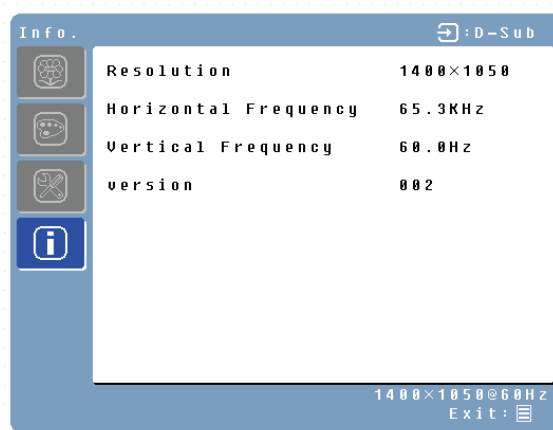 Info. :D-Sub
Resolution 1400×1050
Horizontal Frequency 65.3KHz
Vertical Frequency 60.0Hz
version 002
1400×1050@60Hz
Exit: